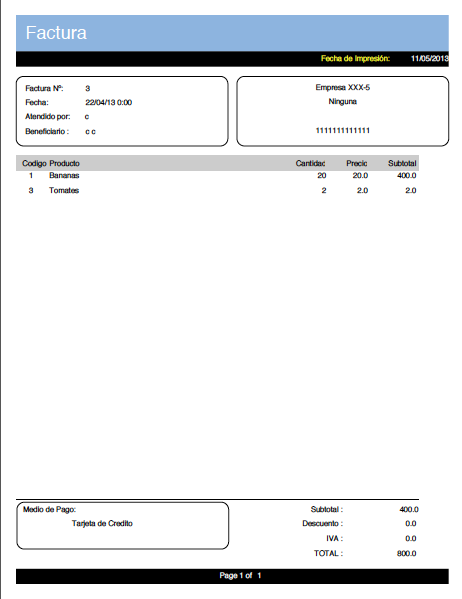 Factura
Fecha de Impresión: 11/05/2013
Factura Nº: 3
Fecha: 22/04/13 0:00
Atendido por: c
Beneficiario : c c
Empresa XXX-5
Ninguna
1111111111111
Codigo Producto Cantidad Precio Subtotal
1 Bananas 20 20.0 400.0
3 Tomates 2 2.0 2.0
Medio de Pago:
Tarjeta de Credito
Subtotal : 400.0
Descuento : 0.0
IVA : 0.0
TOTAL : 800.0
Page 1 of 1